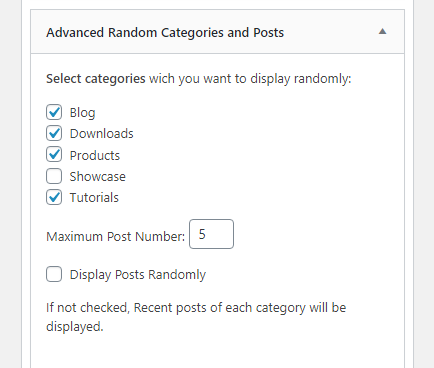 Advanced Random Categories and Posts
Select categories wich you want to display randomly:
Blog
Downloads
Products
Showcase
Tutorials
Maximum Post Number: 5
Display Posts Randomly
If not checked, Recent posts of each category will be
displayed.